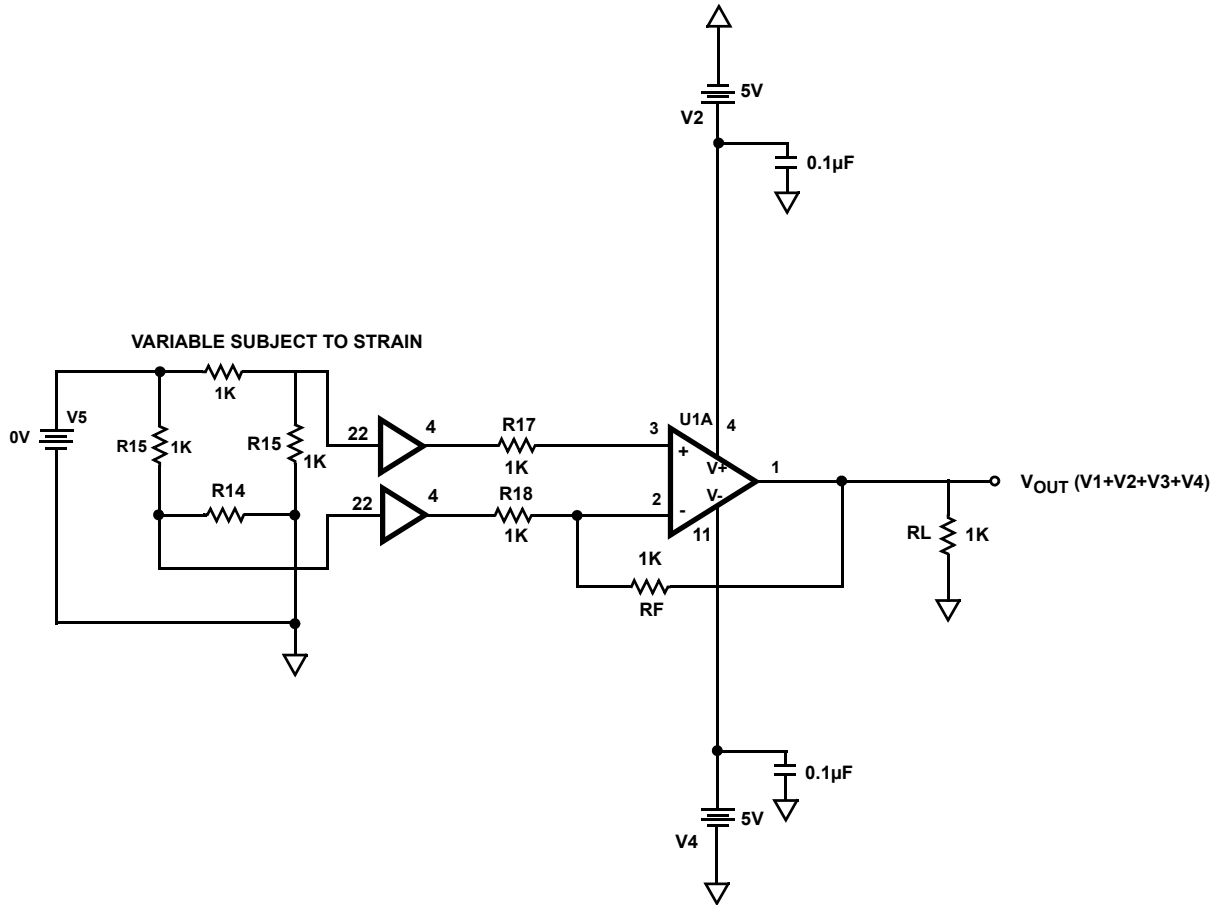 5V
V2
0.1µF
VARIABLE SUBJECT TO STRAIN
1K
V5
0V
R15
1K
R15
1K
R14
22
4
R17
1K
22
4
R18
1K
U1A
3
4
+
V+
1
V-
2
-
11
1K
RF
VOUT (V1+V2+V3+V4)
RL
1K
0.1µF
5V
V4